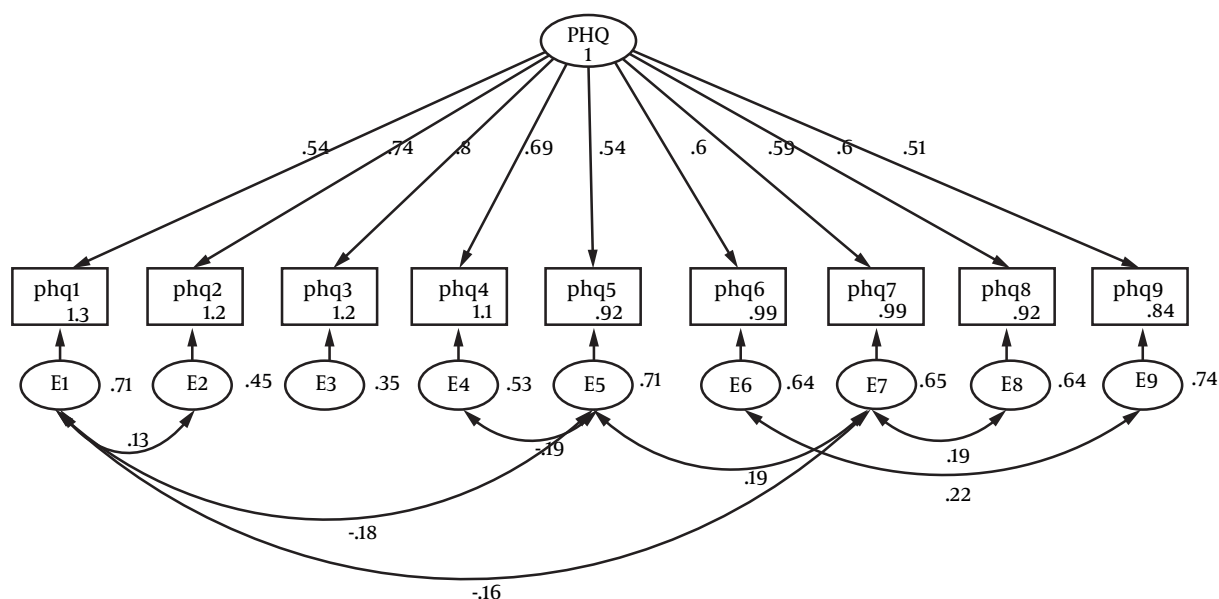 PHQ
1
.54 .74 .8 .69 .54 .6 .59 .6 .51
phq1 phq2 phq3 phq4 phq5 phq6 phq7 phq8 phq9
1.3 1.2 1.2 1.1 .92 .99 .99 .92 .84
E1 .71 E2 .45 E3 .35 E4 .53 E5 .71 E6 .64 E7 .65 E8 .64 E9 .74
.13 -.19 .19 .19
.22
-.18
-.16